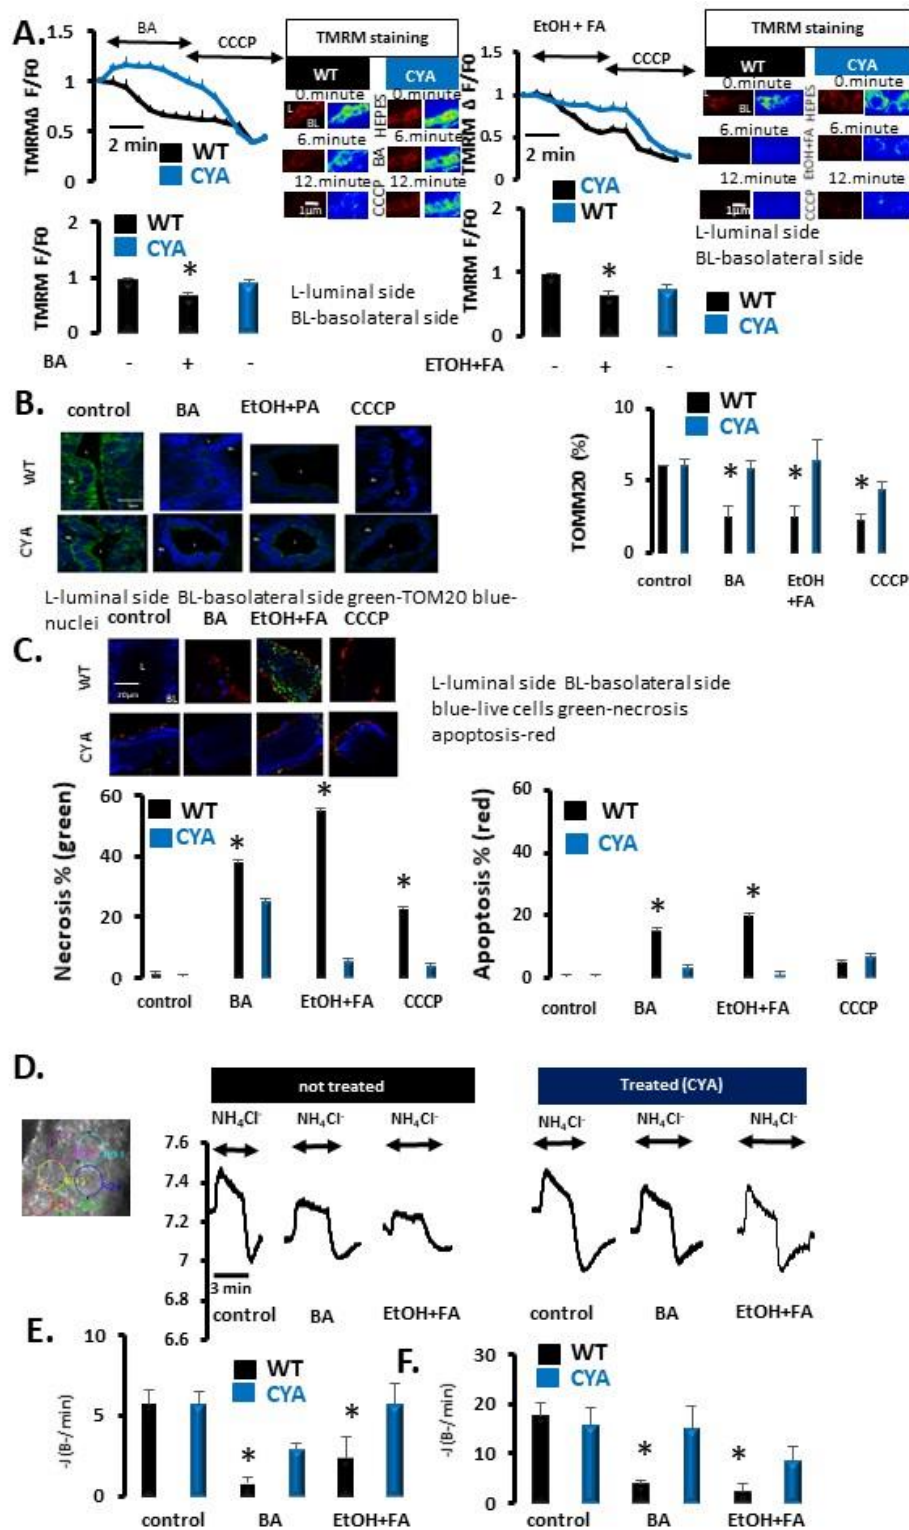 A.
BA
CCCP
TMRM Δ F/F0
1.5
1
0.5
0
2 min
WT
CYA
TMRM staining
WT
CYA
0.minute
0.minute
L
BL
HEPES
6.minute
6.minute
BA
12.minute
12.minute
1µm
CCCP
TMRM F/F0
2
1
0
WT
CYA
*
L-luminal side
BL-basolateral side
BA
-
+
-
EtOH + FA
CCCP
TMRM Δ F/F0
1.5
1
0.5
0
2 min
CYA
WT
TMRM staining
WT
CYA
0.minute
0.minute
L
BL
HEPES
6.minute
6.minute
EtOH+FA
12.minute
12.minute
1µm
CCCP
L-luminal side
BL-basolateral side
TMRM F/F0
2
1
0
*
WT
CYA
ETOH+FA
-
+
-
B.
control
BA
EtOH+PA
CCCP
WT
CYA
L-luminal side BL-basolateral side green-TOM20 blue-
nuclei
TOMM20 (%)
10
5
0
WT
CYA
*
*
*
control
BA
EtOH
+FA
CCCP
C.
control
BA
EtOH+FA
CCCP
WT
L
20µm
BL
CYA
L-luminal side BL-basolateral side
blue-live cells green-necrosis
apoptosis-red
Necrosis % (green)
60
40
20
0
WT
CYA
*
*
*
control
BA
EtOH+FA
CCCP
Apoptosis % (red)
60
40
20
0
WT
CYA
*
*
control
BA
EtOH+FA
CCCP
D.
not treated
Treated (CYA)
NH₄Cl⁻
NH₄Cl⁻
NH₄Cl⁻
NH₄Cl⁻
NH₄Cl⁻
NH₄Cl⁻
7.6
7.4
7.2
7
6.8
6.6
3 min
control
BA
EtOH+FA
control
BA
EtOH+FA
E.
-J (B-/min)
10
5
0
WT
CYA
*
*
control
BA
EtOH+FA
F.
-J (B-/min)
30
20
10
0
WT
CYA
*
*
control
BA
EtOH+FA